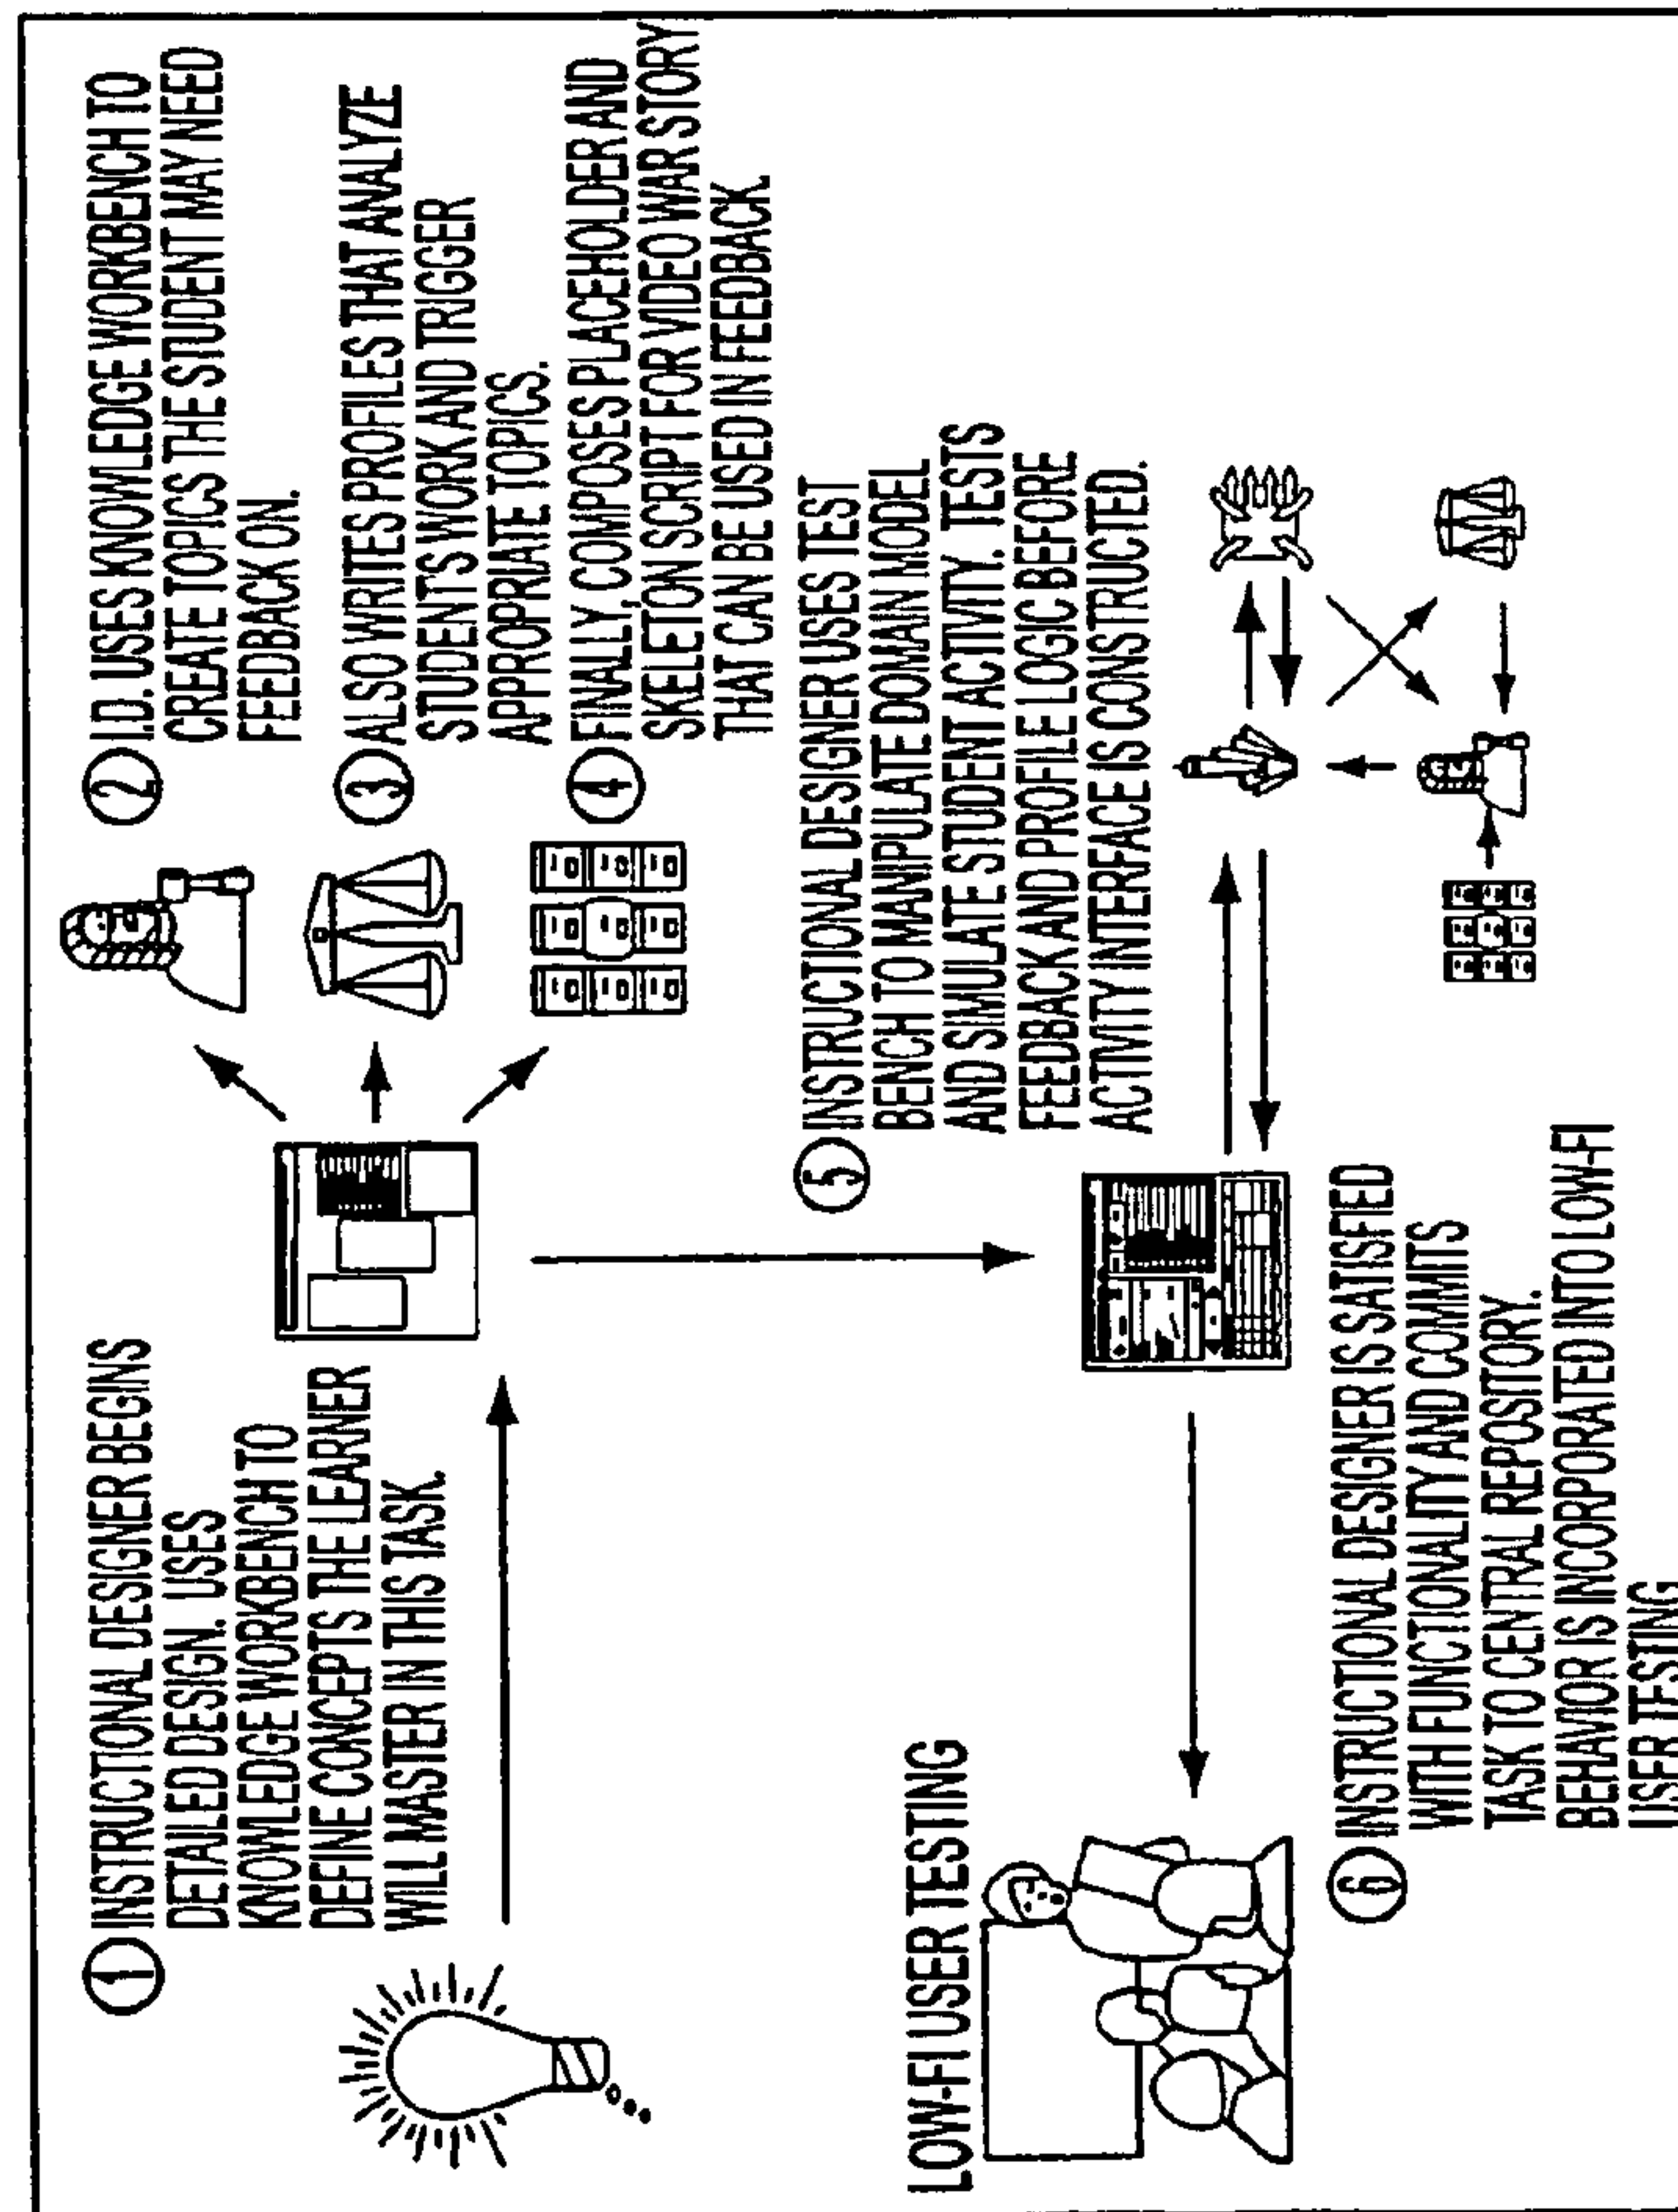 1 INSTRUCTIONAL DESIGNER BEGINS
DETAILED DESIGN. USES
KNOWLEDGE WORKBENCH TO
DEFINE CONCEPTS THE LEARNER
WILL MASTER IN THIS TASK.
2 I.D. USES KNOWLEDGE WORKBENCH TO
CREATE TOPICS THE STUDENT MAY NEED
FEEDBACK ON.
3 ALSO WRITES PROFILES THAT ANALYZE
STUDENTS WORK AND TRIGGER
APPROPRIATE TOPICS.
4 FINALLY, COMPOSES PLACEHOLDER AND
SKELETON SCRIPT FOR VIDEO WAR STORY
THAT CAN BE USED IN FEEDBACK.
5 INSTRUCTIONAL DESIGNER USES TEST
BENCH TO MANIPULATE DOMAIN MODEL
AND SIMULATE STUDENT ACTIVITY. TESTS
FEEDBACK AND PROFILE LOGIC BEFORE
ACTIVITY INTERFACE IS CONSTRUCTED.
LOW-FI USER TESTING
6 INSTRUCTIONAL DESIGNER IS SATISFIED
WITH FUNCTIONALITY AND COMMITS
TASK TO CENTRAL REPOSITORY.
BEHAVIOR IS INCORPORATED INTO LOW-FI
USER TESTING